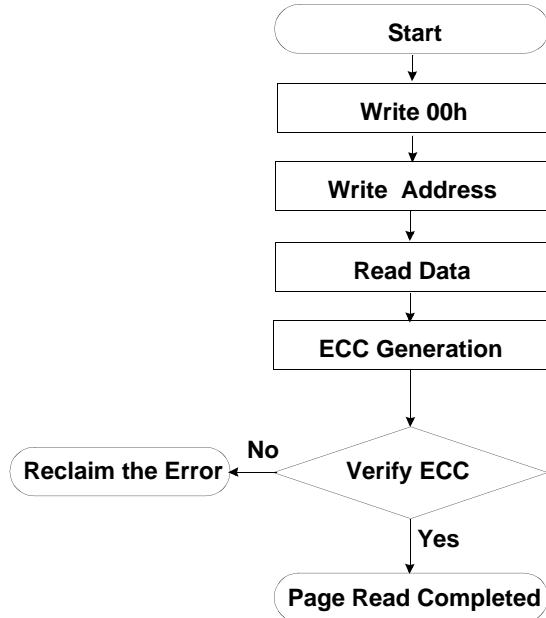 Start
Write 00h
Write Address
Read Data
ECC Generation
No
Reclaim the Error
Verify ECC
Yes
Page Read Completed